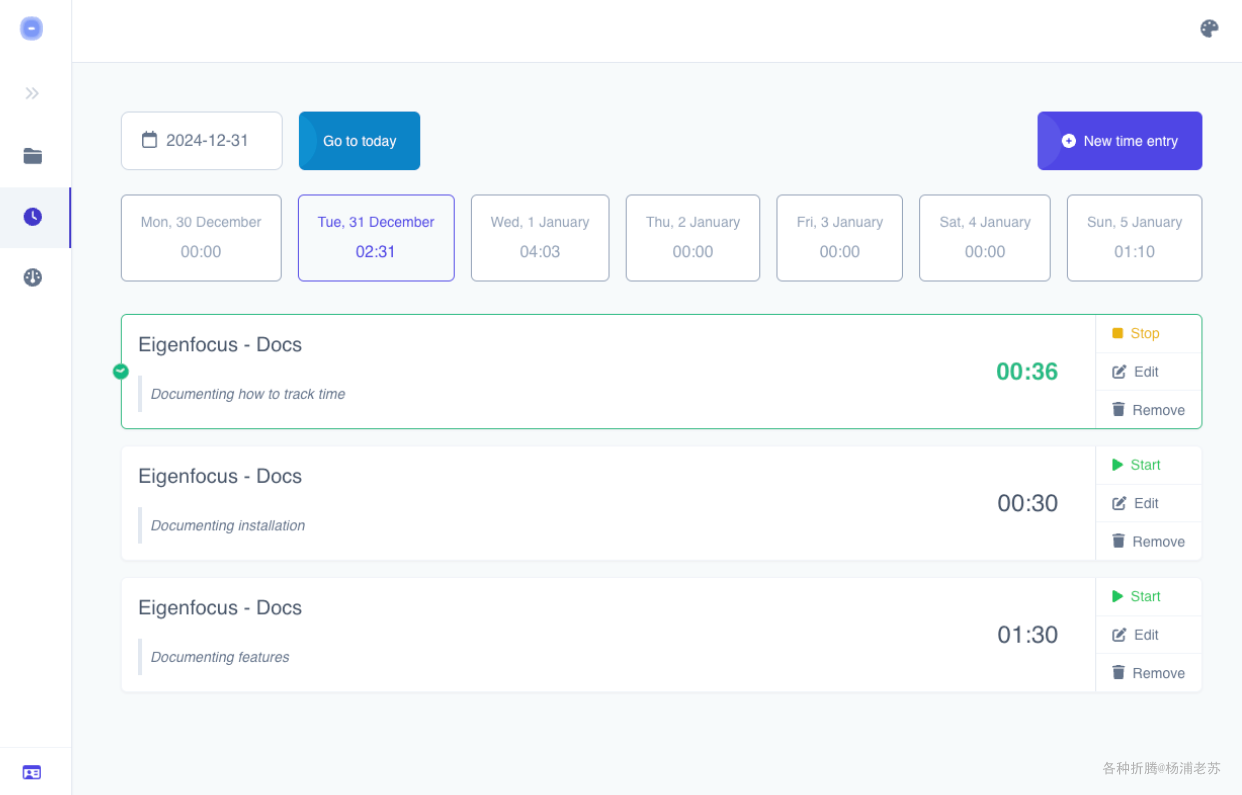 2024-12-31
Go to today
New time entry
Mon, 30 December
00:00
Tue, 31 December
02:31
Wed, 1 January
04:03
Thu, 2 January
00:00
Fri, 3 January
00:00
Sat, 4 January
00:00
Sun, 5 January
01:10
Eigenfocus - Docs
Documenting how to track time
00:36
Stop
Edit
Remove
Eigenfocus - Docs
Documenting installation
00:30
Start
Edit
Remove
Eigenfocus - Docs
Documenting features
01:30
Start
Edit
Remove
各种折腾@杨浦老苏